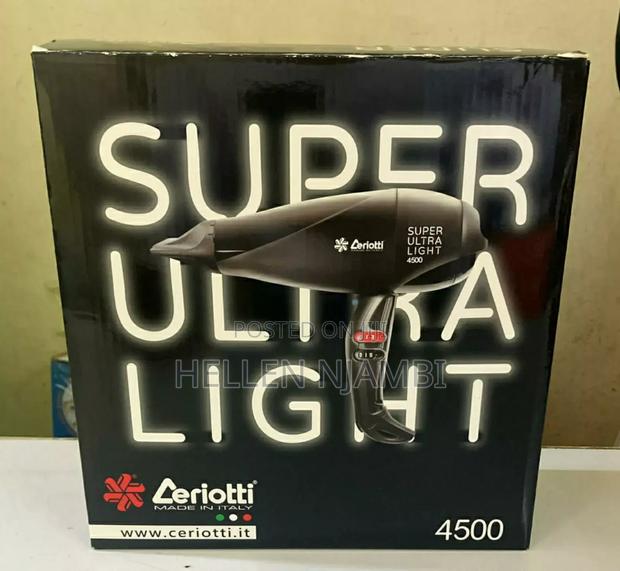 SUPER
ULTRA
LIGHT
Ceriotti
SUPER
ULTRA
LIGHT
4500
POSTED ON
HELLEN NJAMBI
Ceriotti
MADE IN ITALY
www.ceriotti.it
4500